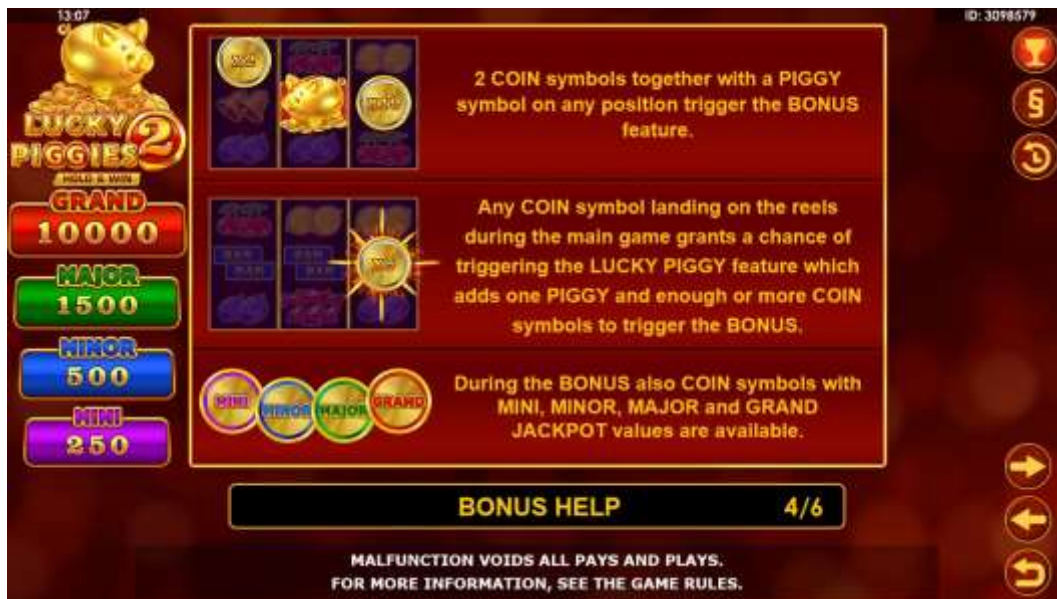 13:07
ID: 3098579
LUCKY
PIGGIES 2
HOLD & WIN
GRAND
10000
MAJOR
1500
MINOR
500
MINI
250
2 COIN symbols together with a PIGGY
symbol on any position trigger the BONUS
feature.
Any COIN symbol landing on the reels
during the main game grants a chance of
triggering the LUCKY PIGGY feature which
adds one PIGGY and enough or more COIN
symbols to trigger the BONUS.
MINI MINOR MAJOR GRAND
During the BONUS also COIN symbols with
MINI, MINOR, MAJOR and GRAND
JACKPOT values are available.
BONUS HELP 4/6
MALFUNCTION VOIDS ALL PAYS AND PLAYS.
FOR MORE INFORMATION, SEE THE GAME RULES.